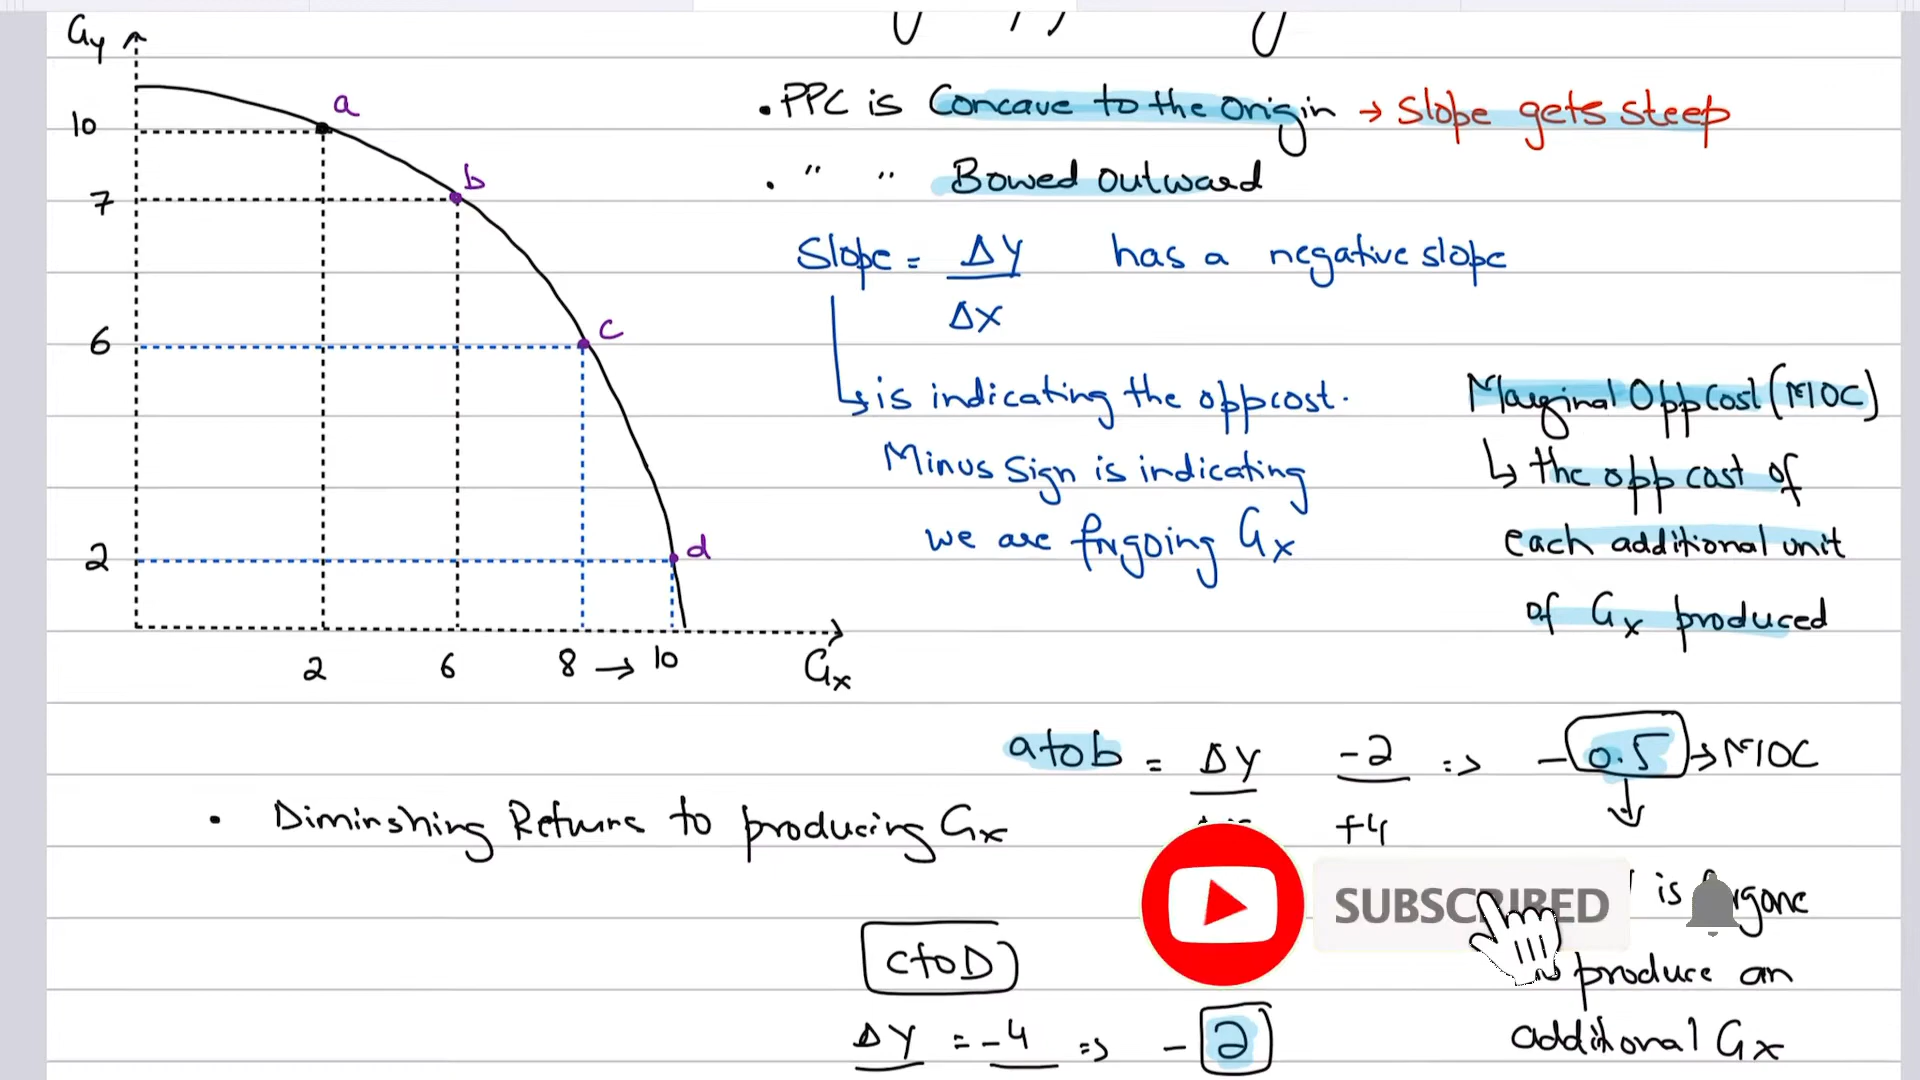 Gy
10
7
6
2
a
b
c
d
2 6 8 → 10 Gx
• PPC is Concave to the Origin → Slope gets steep
• " " Bowed outward
Slope = ΔY has a negative slope
ΔX
↳ is indicating the opp cost.
Minus Sign is indicating
we are forgoing Gx
Marginal Opp Cost (MOC)
↳ the opp cost of
each additional unit
of Gx produced
a to b = ΔY -2 => - 0.5 → MOC
+4
• Diminshing Returns to producing Gx
SUBSCRIBED
is forgone
produce an
additional Gx
C to D
ΔY = -4 => - 2